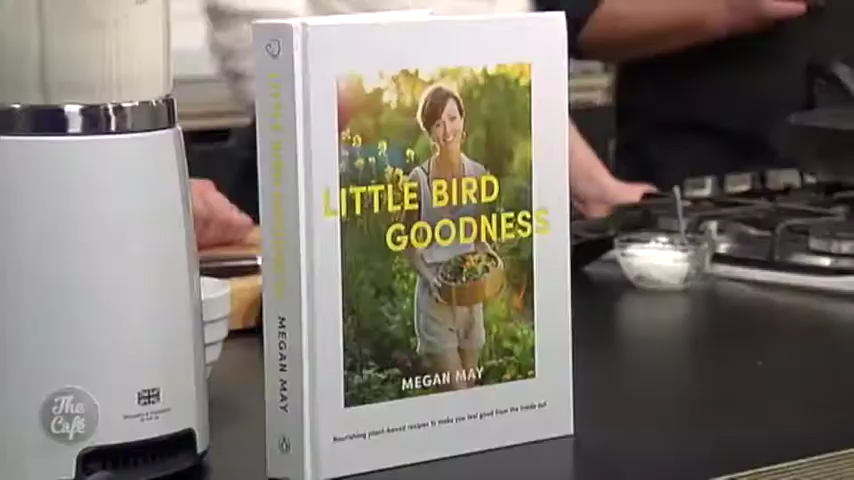 LITTLE BIRD
GOODNESS
MEGAN MAY
Nourishing plant-based recipes to make you feel good from the inside out
LITTLE BIRD GOODNESS
MEGAN MAY
The
Café